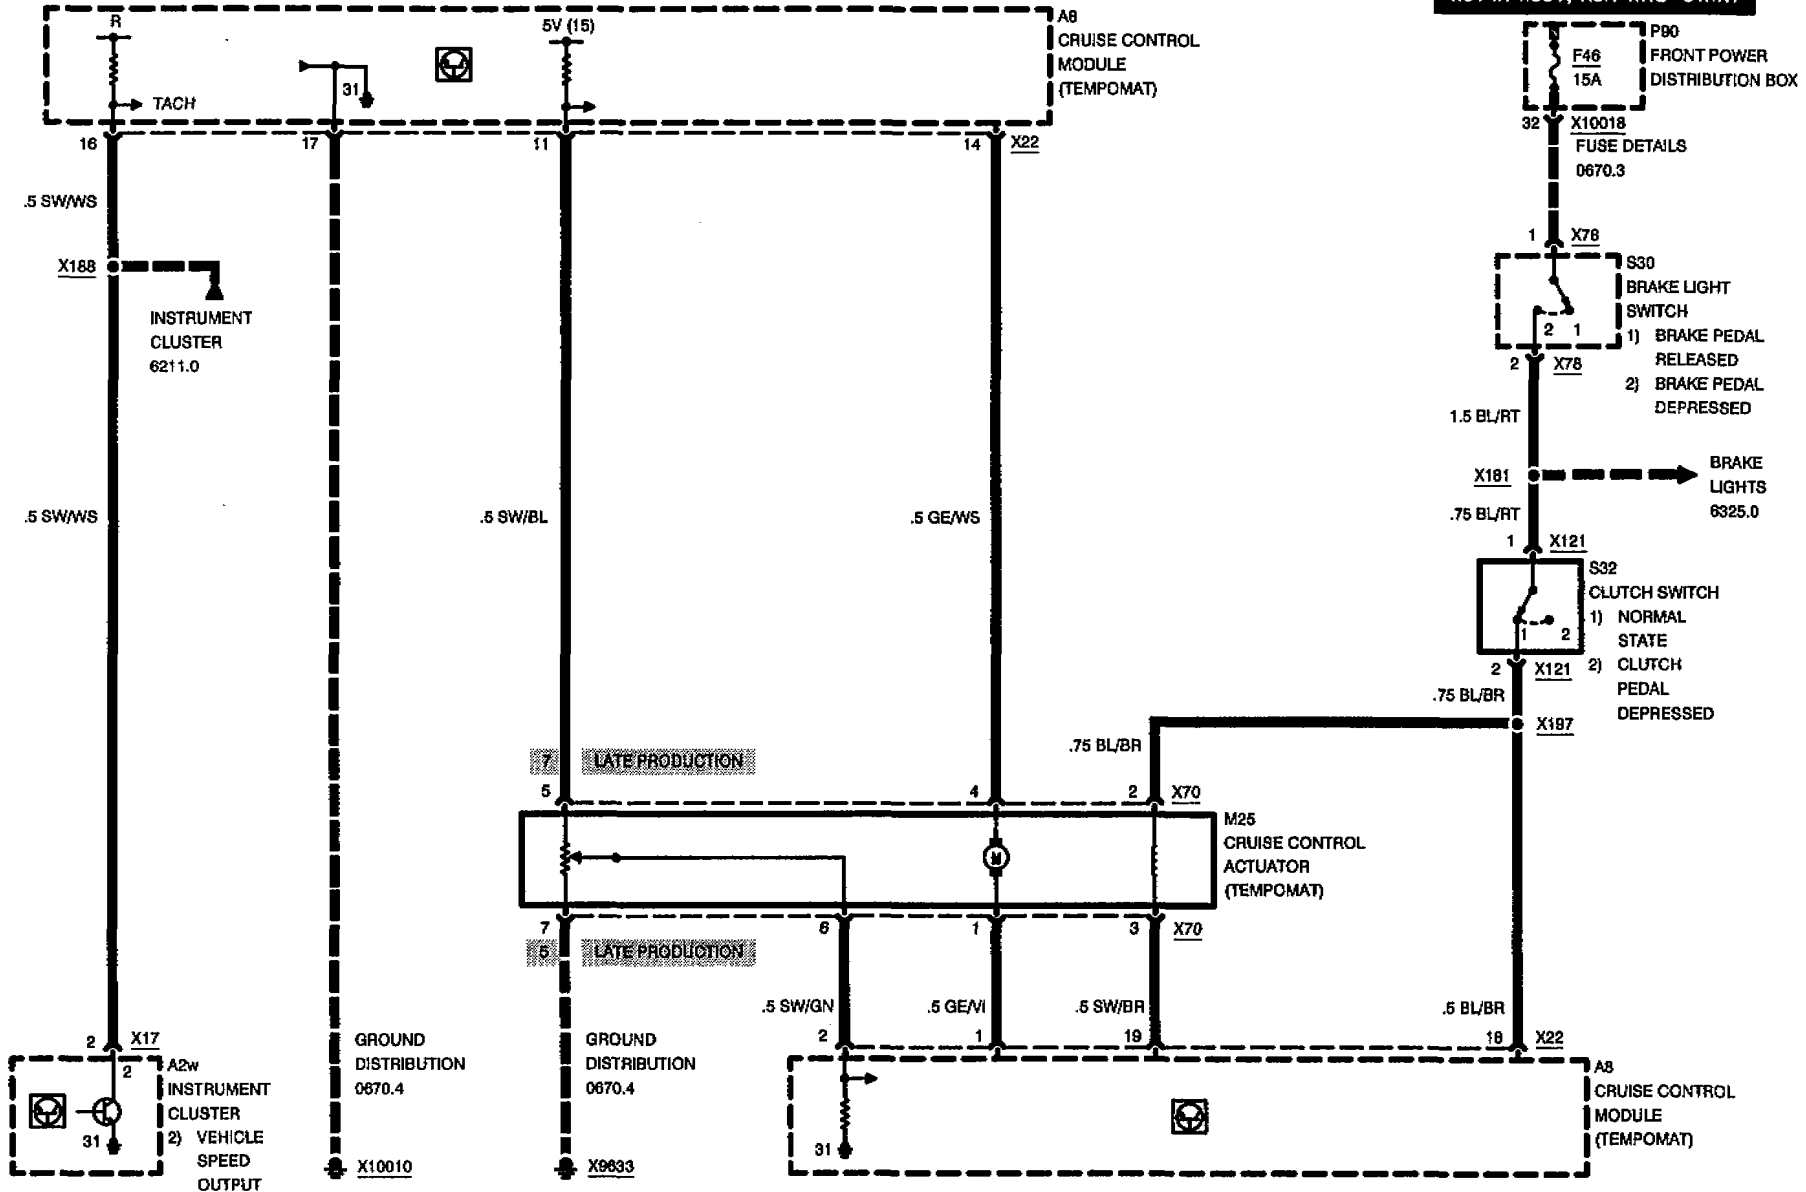 R
5V (15)
TACH
31
A8
CRUISE CONTROL
MODULE
(TEMPOMAT)
P90
FRONT POWER
DISTRIBUTION BOX
F46
15A
32 X10018
FUSE DETAILS
0670.3
16
17
11
14 X22
.5 SW/WS
X188
INSTRUMENT
CLUSTER
6211.0
1 X78
S30
BRAKE LIGHT
SWITCH
1) BRAKE PEDAL
RELEASED
2) BRAKE PEDAL
DEPRESSED
2 1
2 X78
1.5 BL/RT
X181
BRAKE
LIGHTS
6325.0
.75 BL/RT
.5 SW/WS
.5 SW/BL
.5 GE/WS
1 X121
S32
CLUTCH SWITCH
1) NORMAL
STATE
2) CLUTCH
PEDAL
DEPRESSED
1 2
2 X121
.75 BL/BR
X197
.75 BL/BR
7 LATE PRODUCTION
5
4
2 X70
M25
CRUISE CONTROL
ACTUATOR
(TEMPOMAT)
M
7
6
1
3 X70
5 LATE PRODUCTION
.5 SW/GN
.5 GE/VI
.5 SW/BR
.5 BL/BR
2
1
19
18 X22
A8
CRUISE CONTROL
MODULE
(TEMPOMAT)
31
2 X17
A2w
INSTRUMENT
CLUSTER
2) VEHICLE
SPEED
OUTPUT
2
31
GROUND
DISTRIBUTION
0670.4
X10010
GROUND
DISTRIBUTION
0670.4
X9633